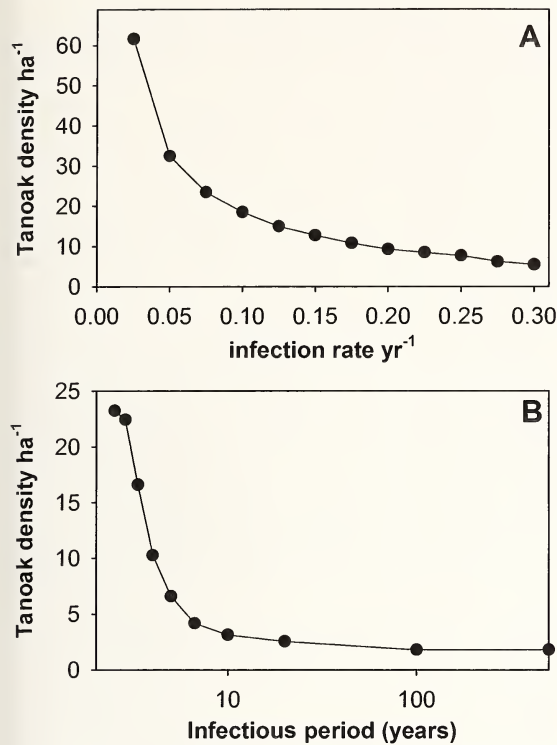 A
Tanoak density ha⁻¹
60
50
40
30
20
10
0
0.00 0.05 0.10 0.15 0.20 0.25 0.30
infection rate yr⁻¹
B
Tanoak density ha⁻¹
25
20
15
10
5
0
10 100
Infectious period (years)